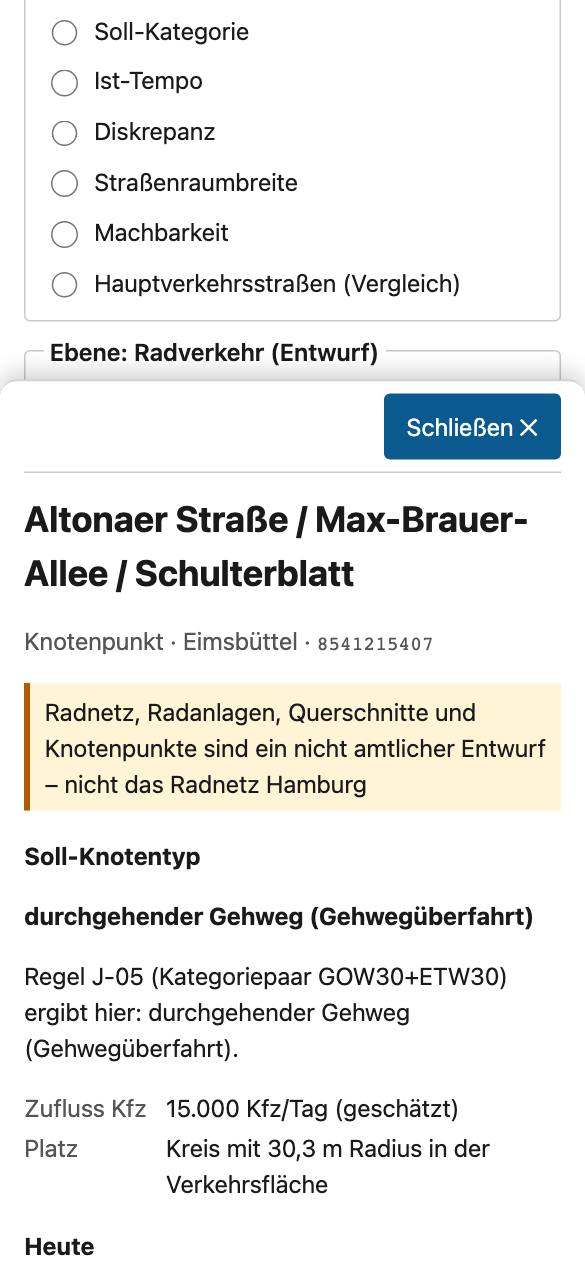 Soll-Kategorie
Ist-Tempo
Diskrepanz
Straßenraumbreite
Machbarkeit
Hauptverkehrsstraßen (Vergleich)
Ebene: Radverkehr (Entwurf)
Schließen ✕
Altonaer Straße / Max-Brauer-
Allee / Schulterblatt
Knotenpunkt · Eimsbüttel · 8541215407
Radnetz, Radanlagen, Querschnitte und
Knotenpunkte sind ein nicht amtlicher Entwurf
– nicht das Radnetz Hamburg
Soll-Knotentyp
durchgehender Gehweg (Gehwegüberfahrt)
Regel J-05 (Kategoriepaar GOW30+ETW30)
ergibt hier: durchgehender Gehweg
(Gehwegüberfahrt).
Zufluss Kfz 15.000 Kfz/Tag (geschätzt)
Platz Kreis mit 30,3 m Radius in der
Verkehrsfläche
Heute